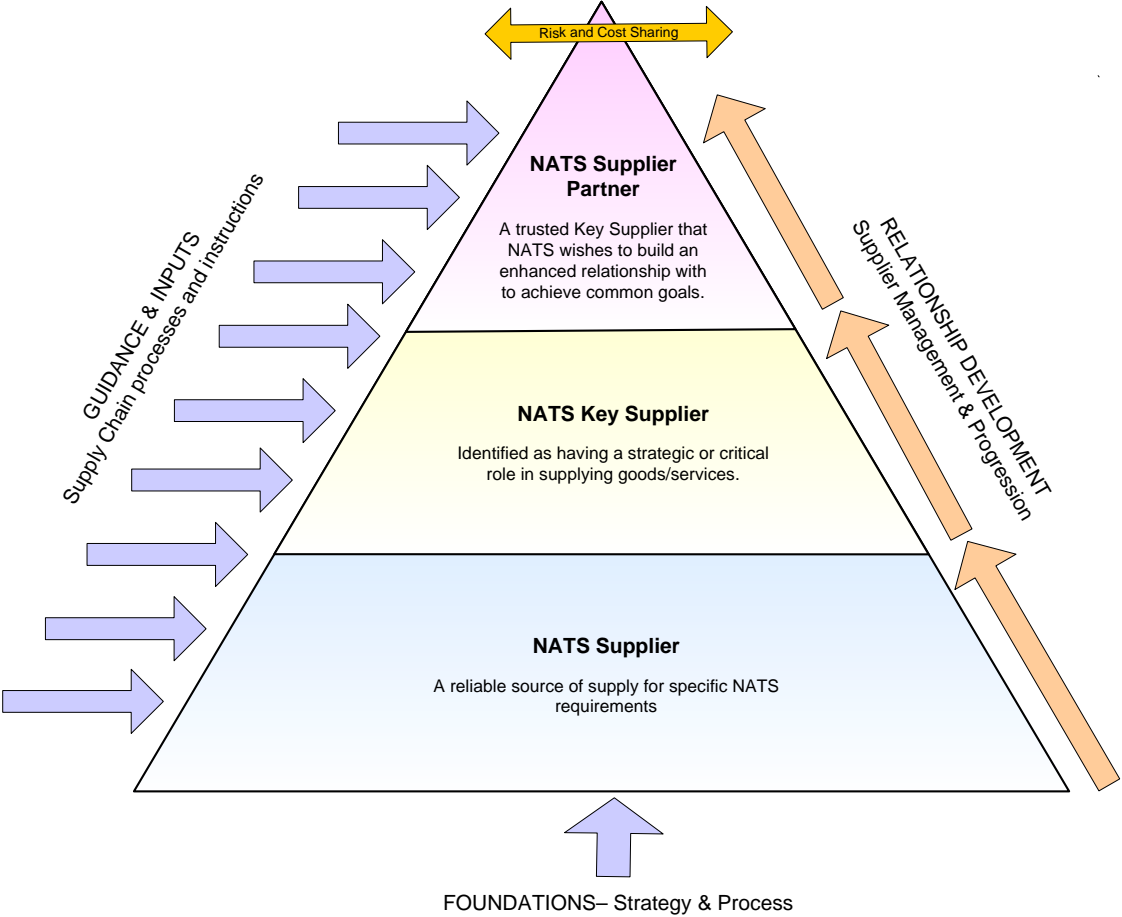 Risk and Cost Sharing
NATS Supplier
Partner
A trusted Key Supplier that
NATS wishes to build an
enhanced relationship with
to achieve common goals.
GUIDANCE & INPUTS
Supply Chain processes and instructions
RELATIONSHIP DEVELOPMENT
Supplier Management & Progression
NATS Key Supplier
Identified as having a strategic or critical
role in supplying goods/services.
NATS Supplier
A reliable source of supply for specific NATS
requirements
FOUNDATIONS– Strategy & Process